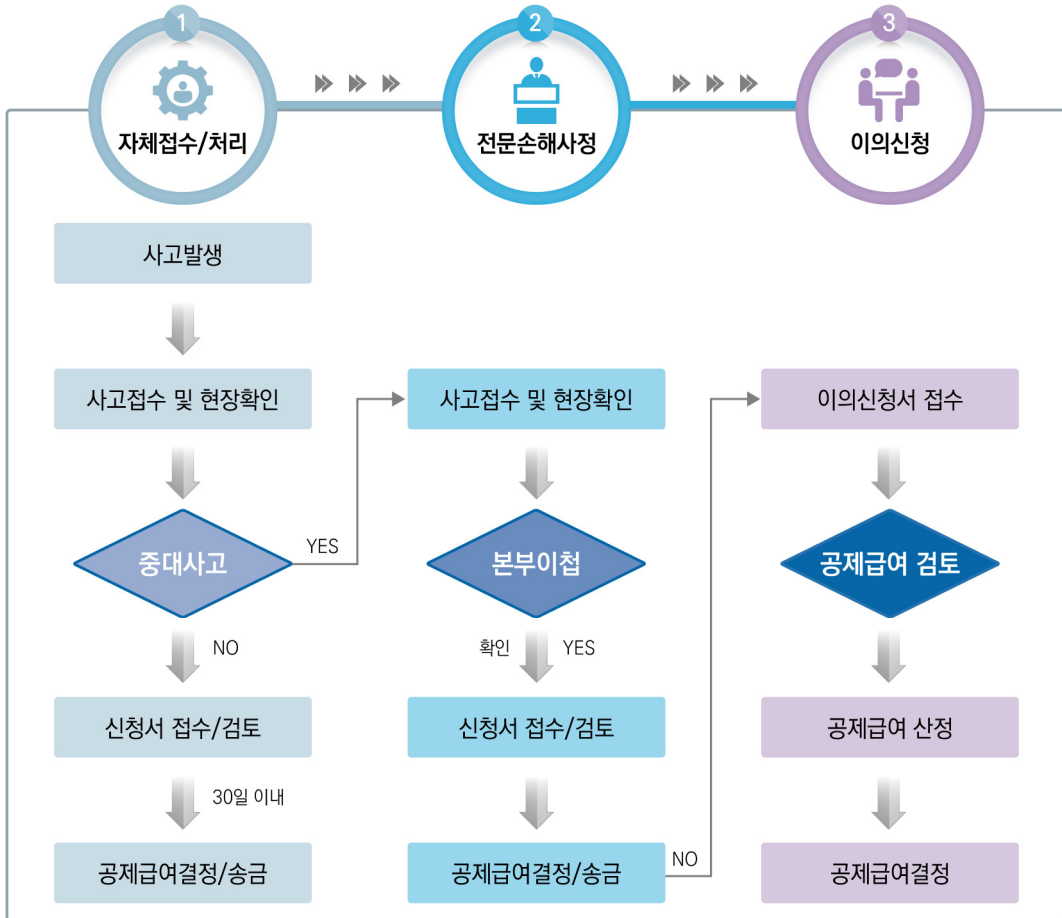 1
자체접수/처리
2
전문손해사정
3
이의신청
사고발생
사고접수 및 현장확인
중대사고
YES
NO
신청서 접수/검토
30일 이내
공제급여결정/송금
사고접수 및 현장확인
본부이첩
확인 YES
신청서 접수/검토
공제급여결정/송금
NO
이의신청서 접수
공제급여 검토
공제급여 산정
공제급여결정